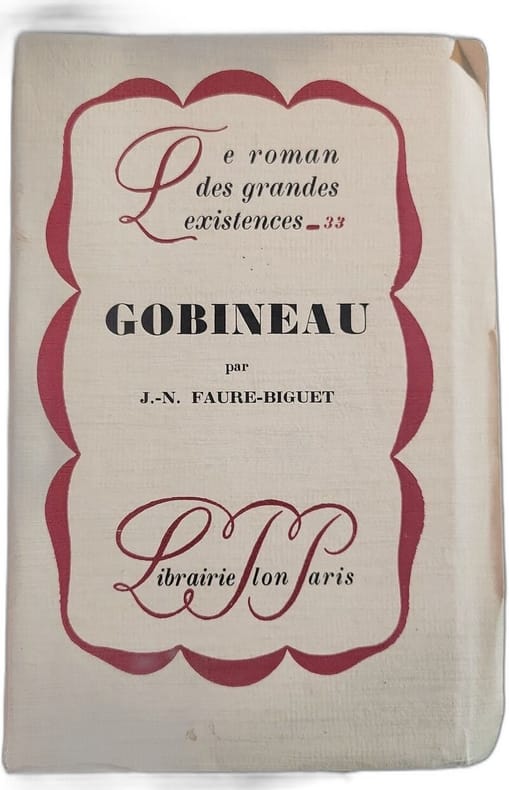 Le roman
des grandes
existences_33
GOBINEAU
par
J.-N. FAURE-BIGUET
Librairie Plon Paris